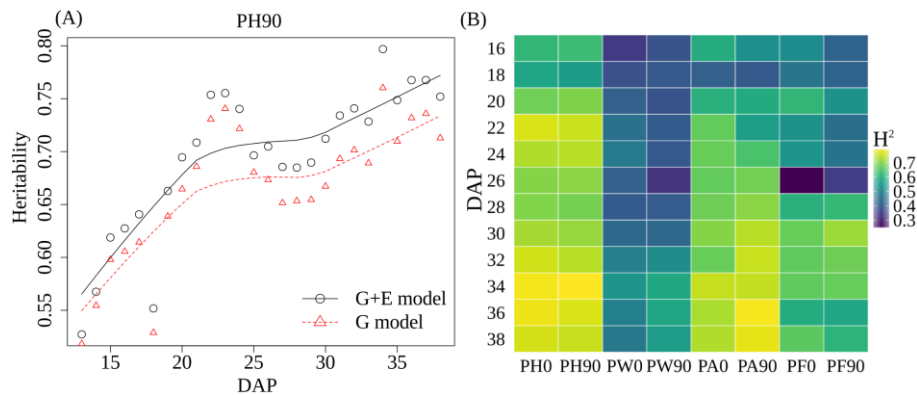 (A)
PH90
Heritability
0.80
0.75
0.70
0.65
0.60
0.55
15 20 25 30 35
DAP
G+E model
G model
(B)
DAP
16
18
20
22
24
26
28
30
32
34
36
38
PH0 PH90 PW0 PW90 PA0 PA90 PF0 PF90
H²
0.7
0.6
0.5
0.4
0.3